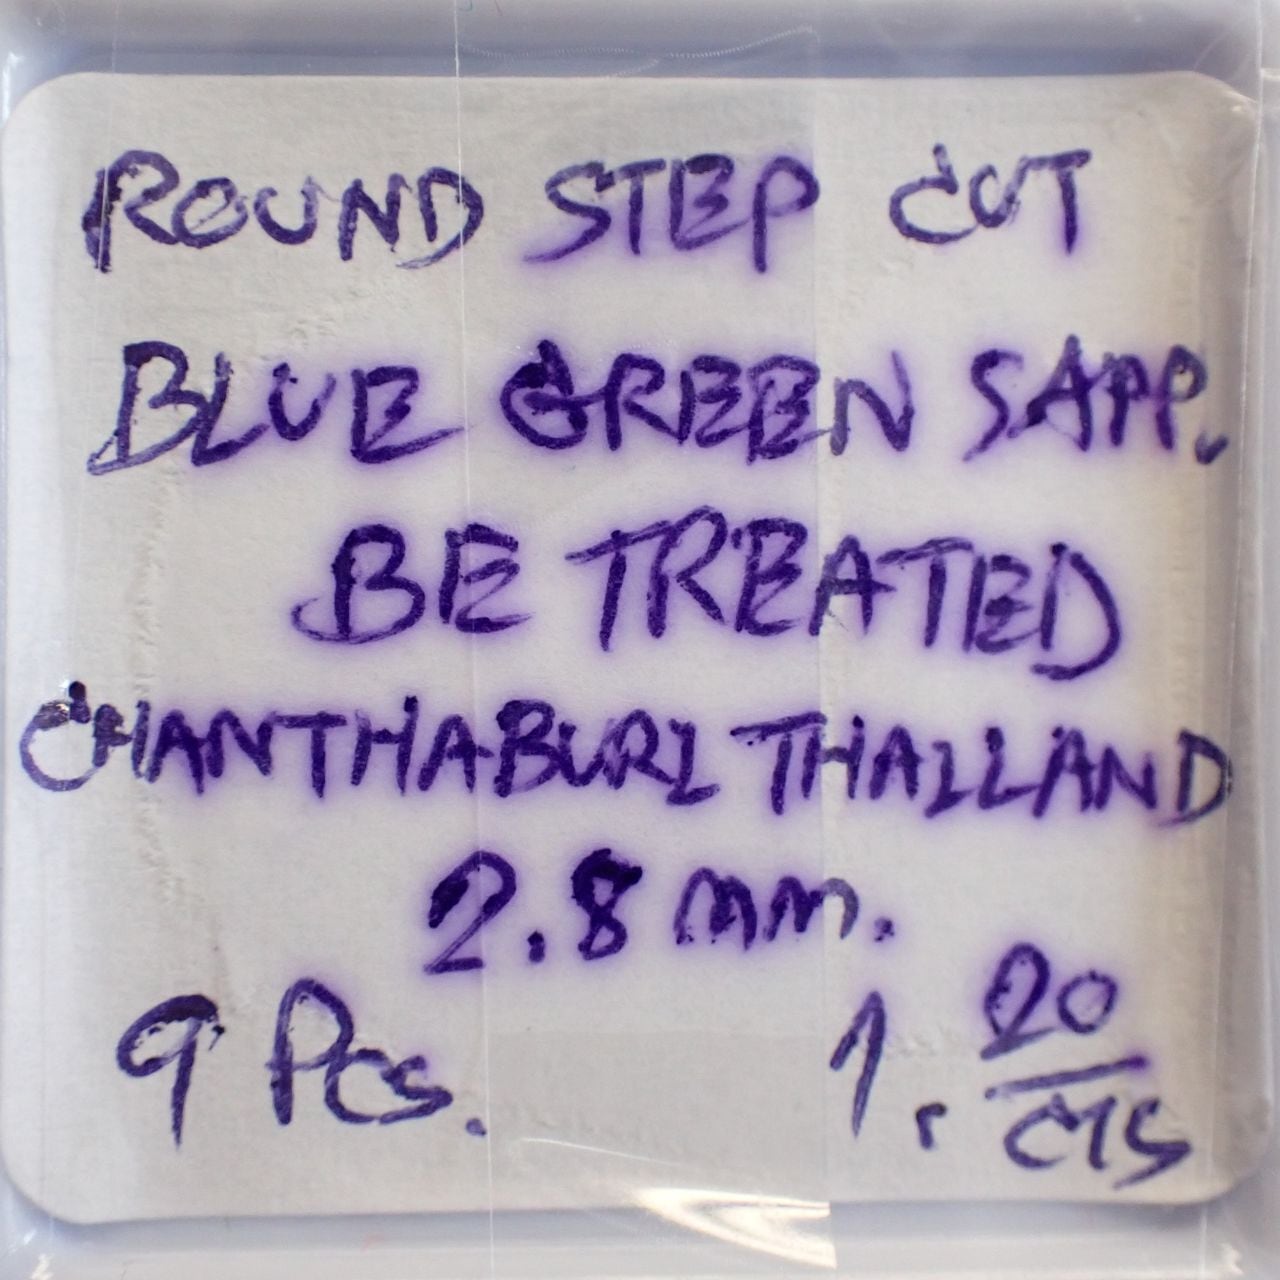 ROUND STEP CUT
BLUE GREEN SAPP.
BE TREATED
CHANTHABURI THAILAND
2.8 mm.
9 Pcs. 1.20 cts